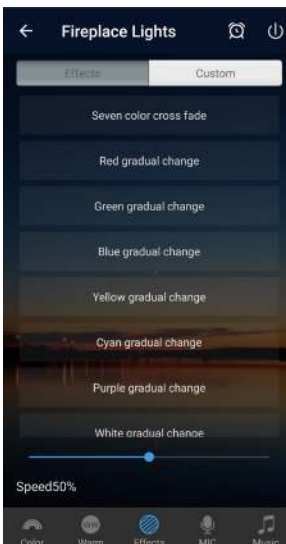 Fireplace Lights
Effects
Custom
Seven color cross fade
Red gradual change
Green gradual change
Blue gradual change
Yellow gradual change
Cyan gradual change
Purple gradual change
White gradual change
Speed50%
WW
Color
Warm
Effects
MIC
Music